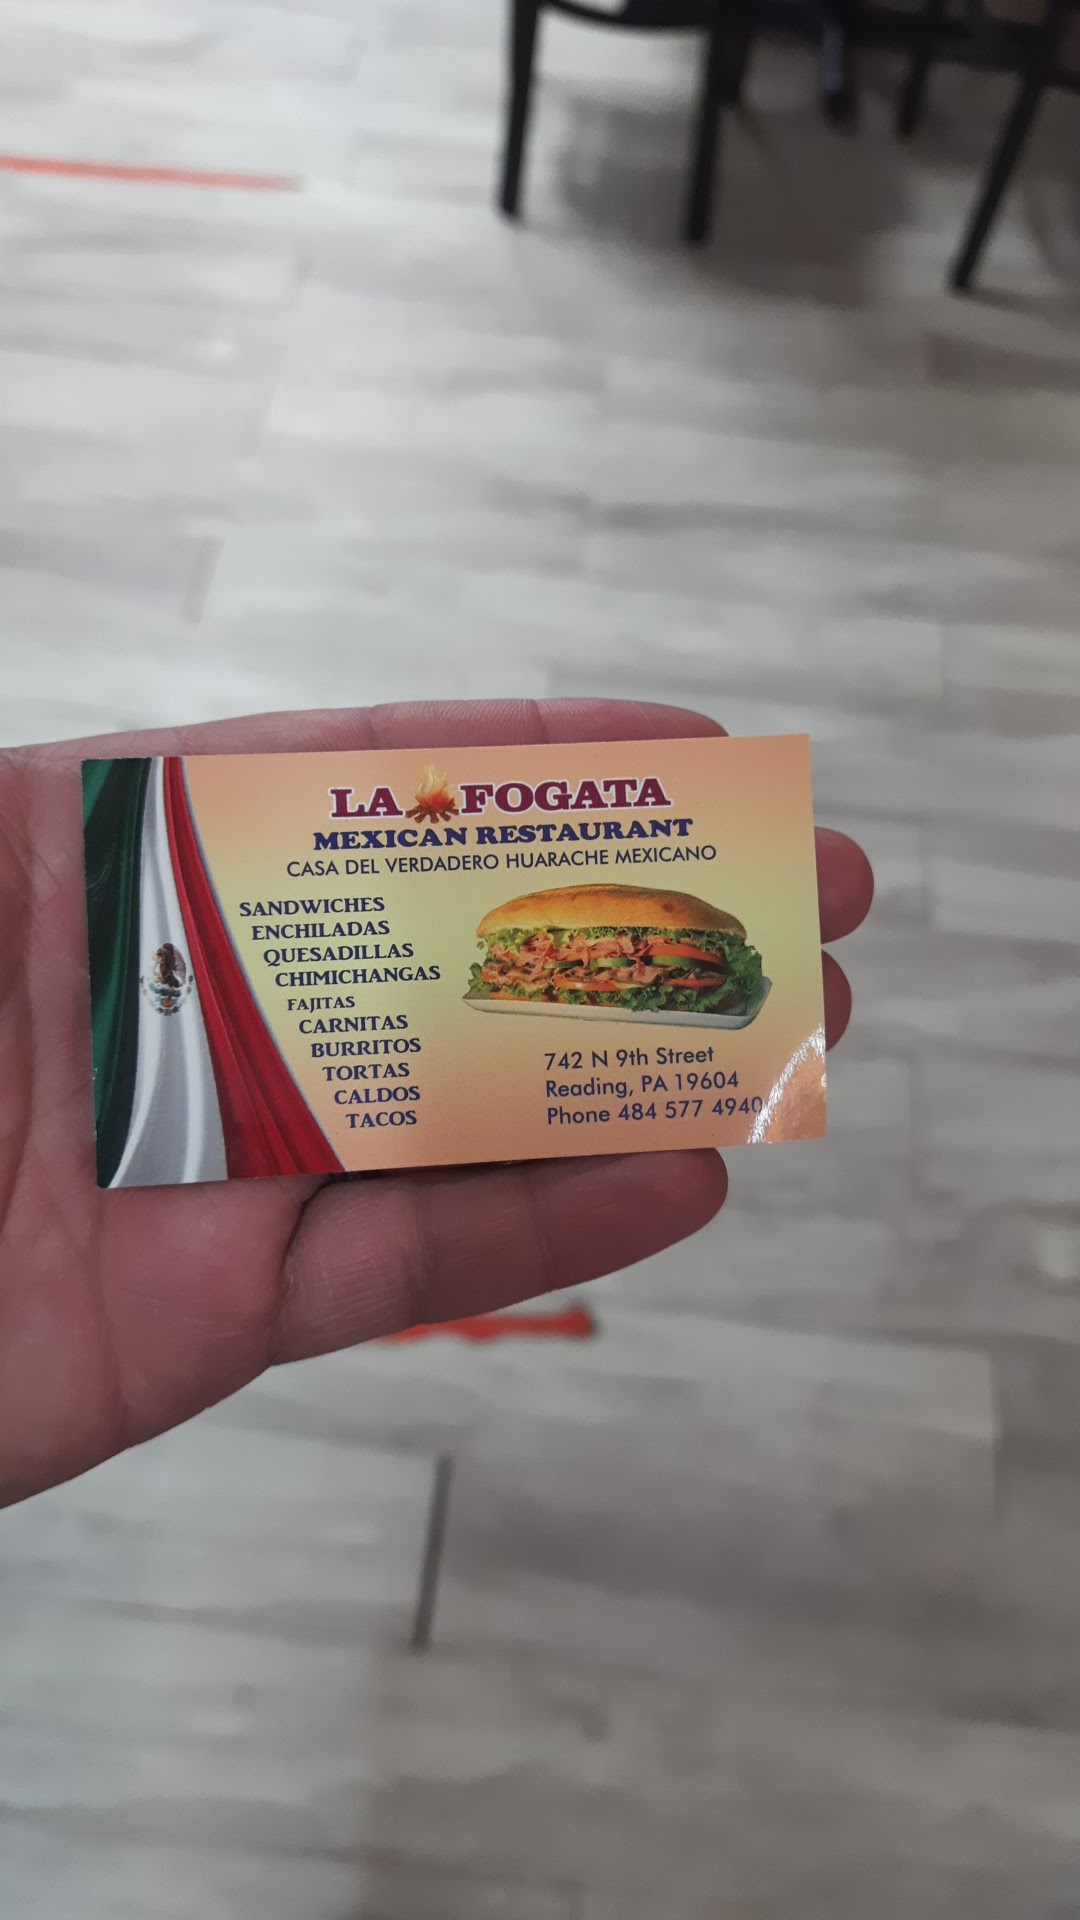 LA FOGATA
MEXICAN RESTAURANT
CASA DEL VERDADERO HUARACHE MEXICANO
SANDWICHES
ENCHILADAS
QUESADILLAS
CHIMICHANGAS
FAJITAS
CARNITAS
BURRITOS
TORTAS
CALDOS
TACOS
742 N 9th Street
Reading, PA 19604
Phone 484 577 4940